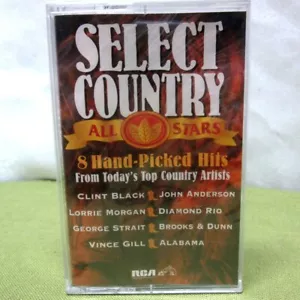 SELECT
COUNTRY
ALL STARS
8 Hand-Picked Hits
From Today's Top Country Artists
CLINT BLACK JOHN ANDERSON
LORRIE MORGAN DIAMOND RIO
GEORGE STRAIT BROOKS & DUNN
VINCE GILL ALABAMA
RCA